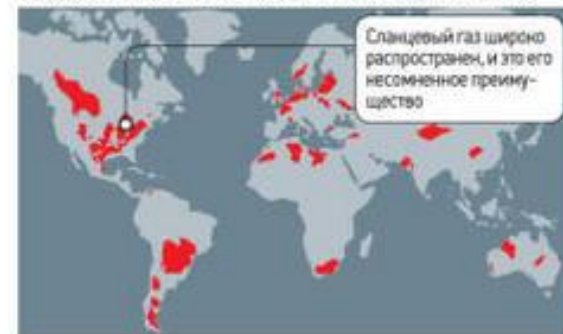 Сланцевый газ широко
распространен, и это его
несомненное преиму-
щество